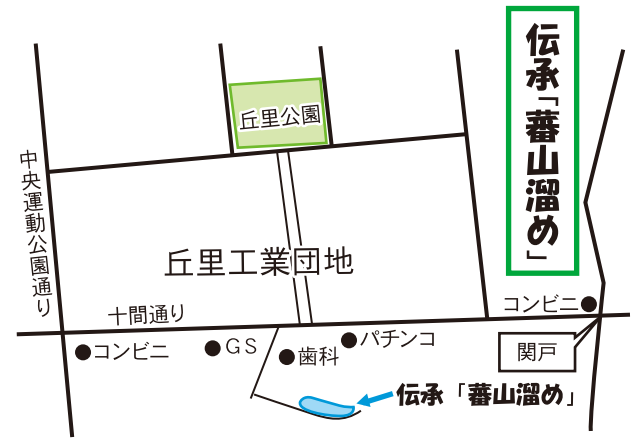 伝承「蕃山溜め」
丘里公園
中央運動公園通り
丘里工業団地
十間通り
コンビニ
コンビニ
GS
歯科
パチンコ
関戸
伝承「蕃山溜め」